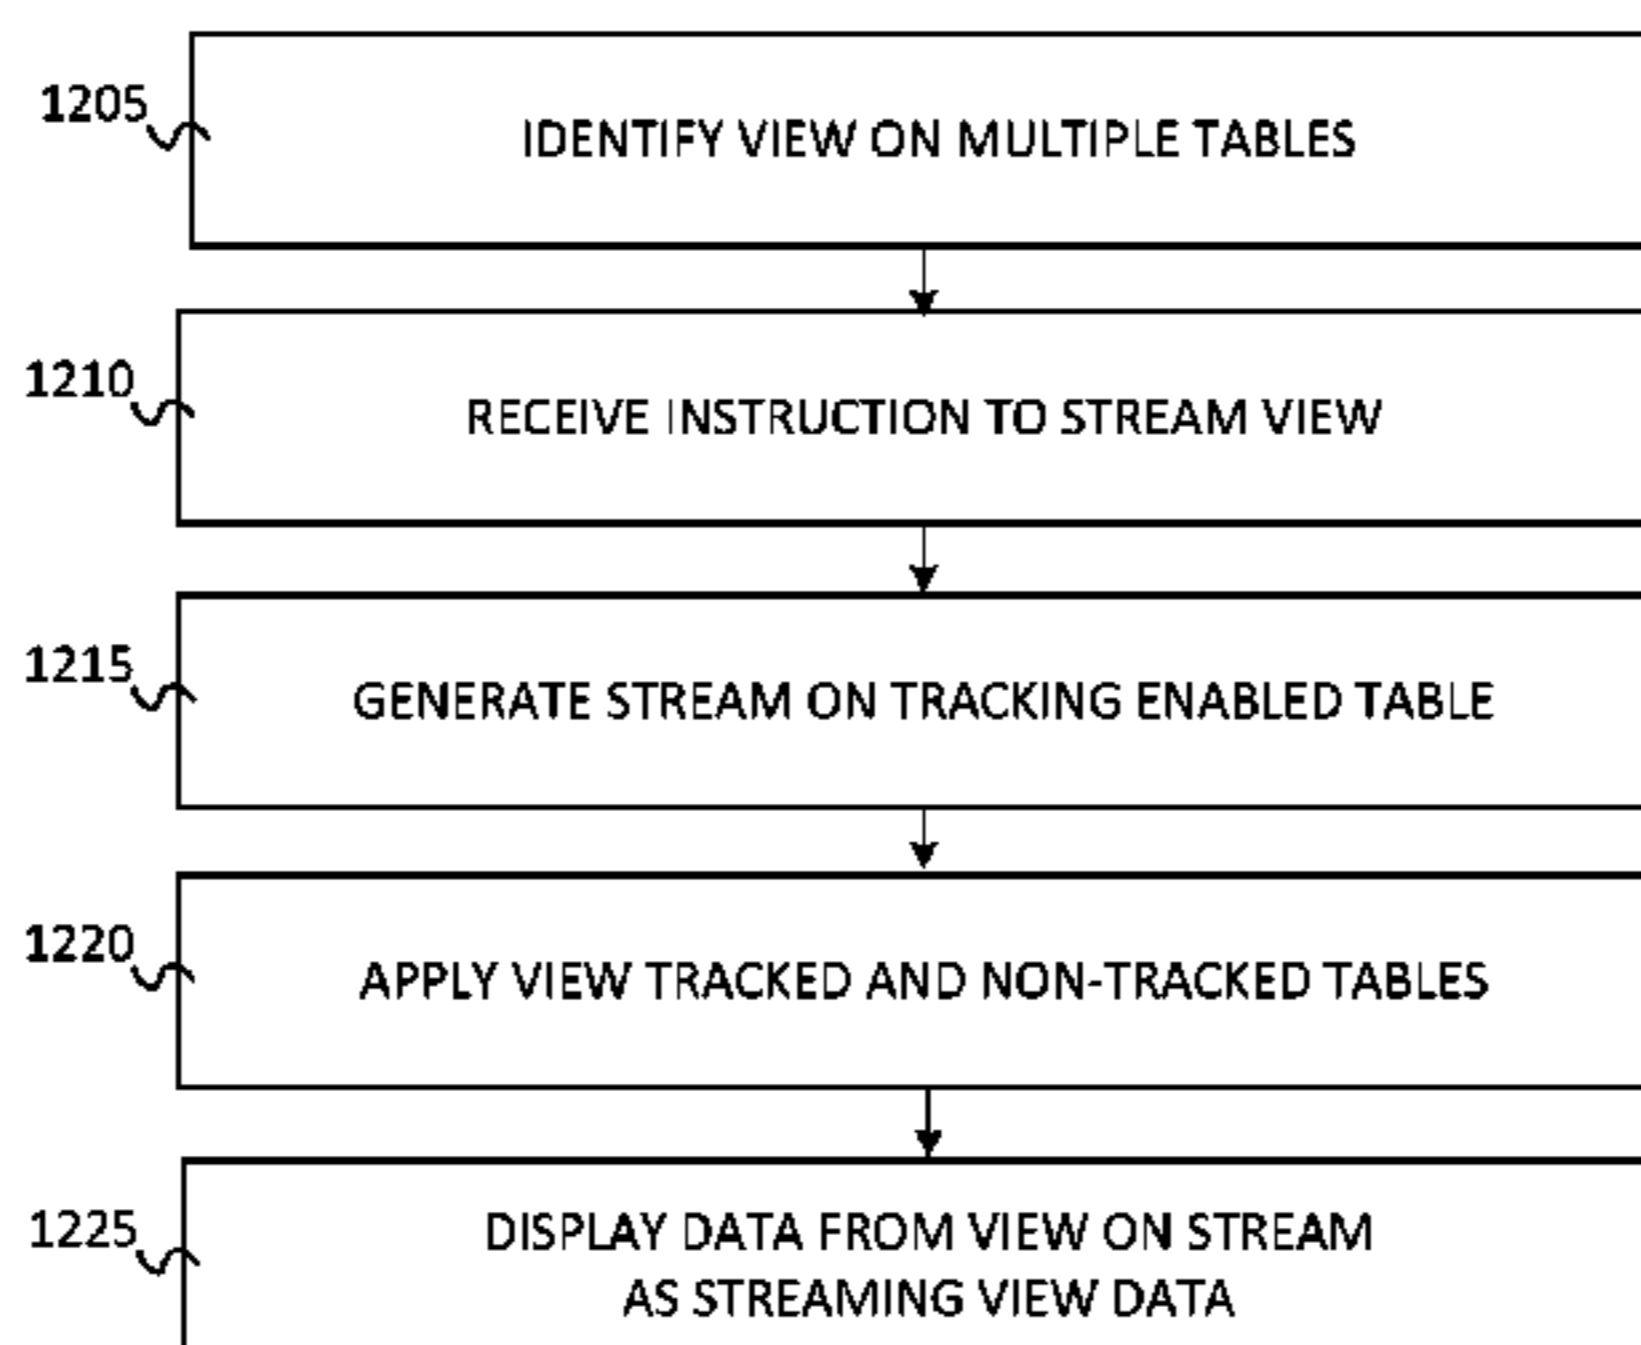 1205
IDENTIFY VIEW ON MULTIPLE TABLES
1210
RECEIVE INSTRUCTION TO STREAM VIEW
1215
GENERATE STREAM ON TRACKING ENABLED TABLE
1220
APPLY VIEW TRACKED AND NON-TRACKED TABLES
1225
DISPLAY DATA FROM VIEW ON STREAM
AS STREAMING VIEW DATA